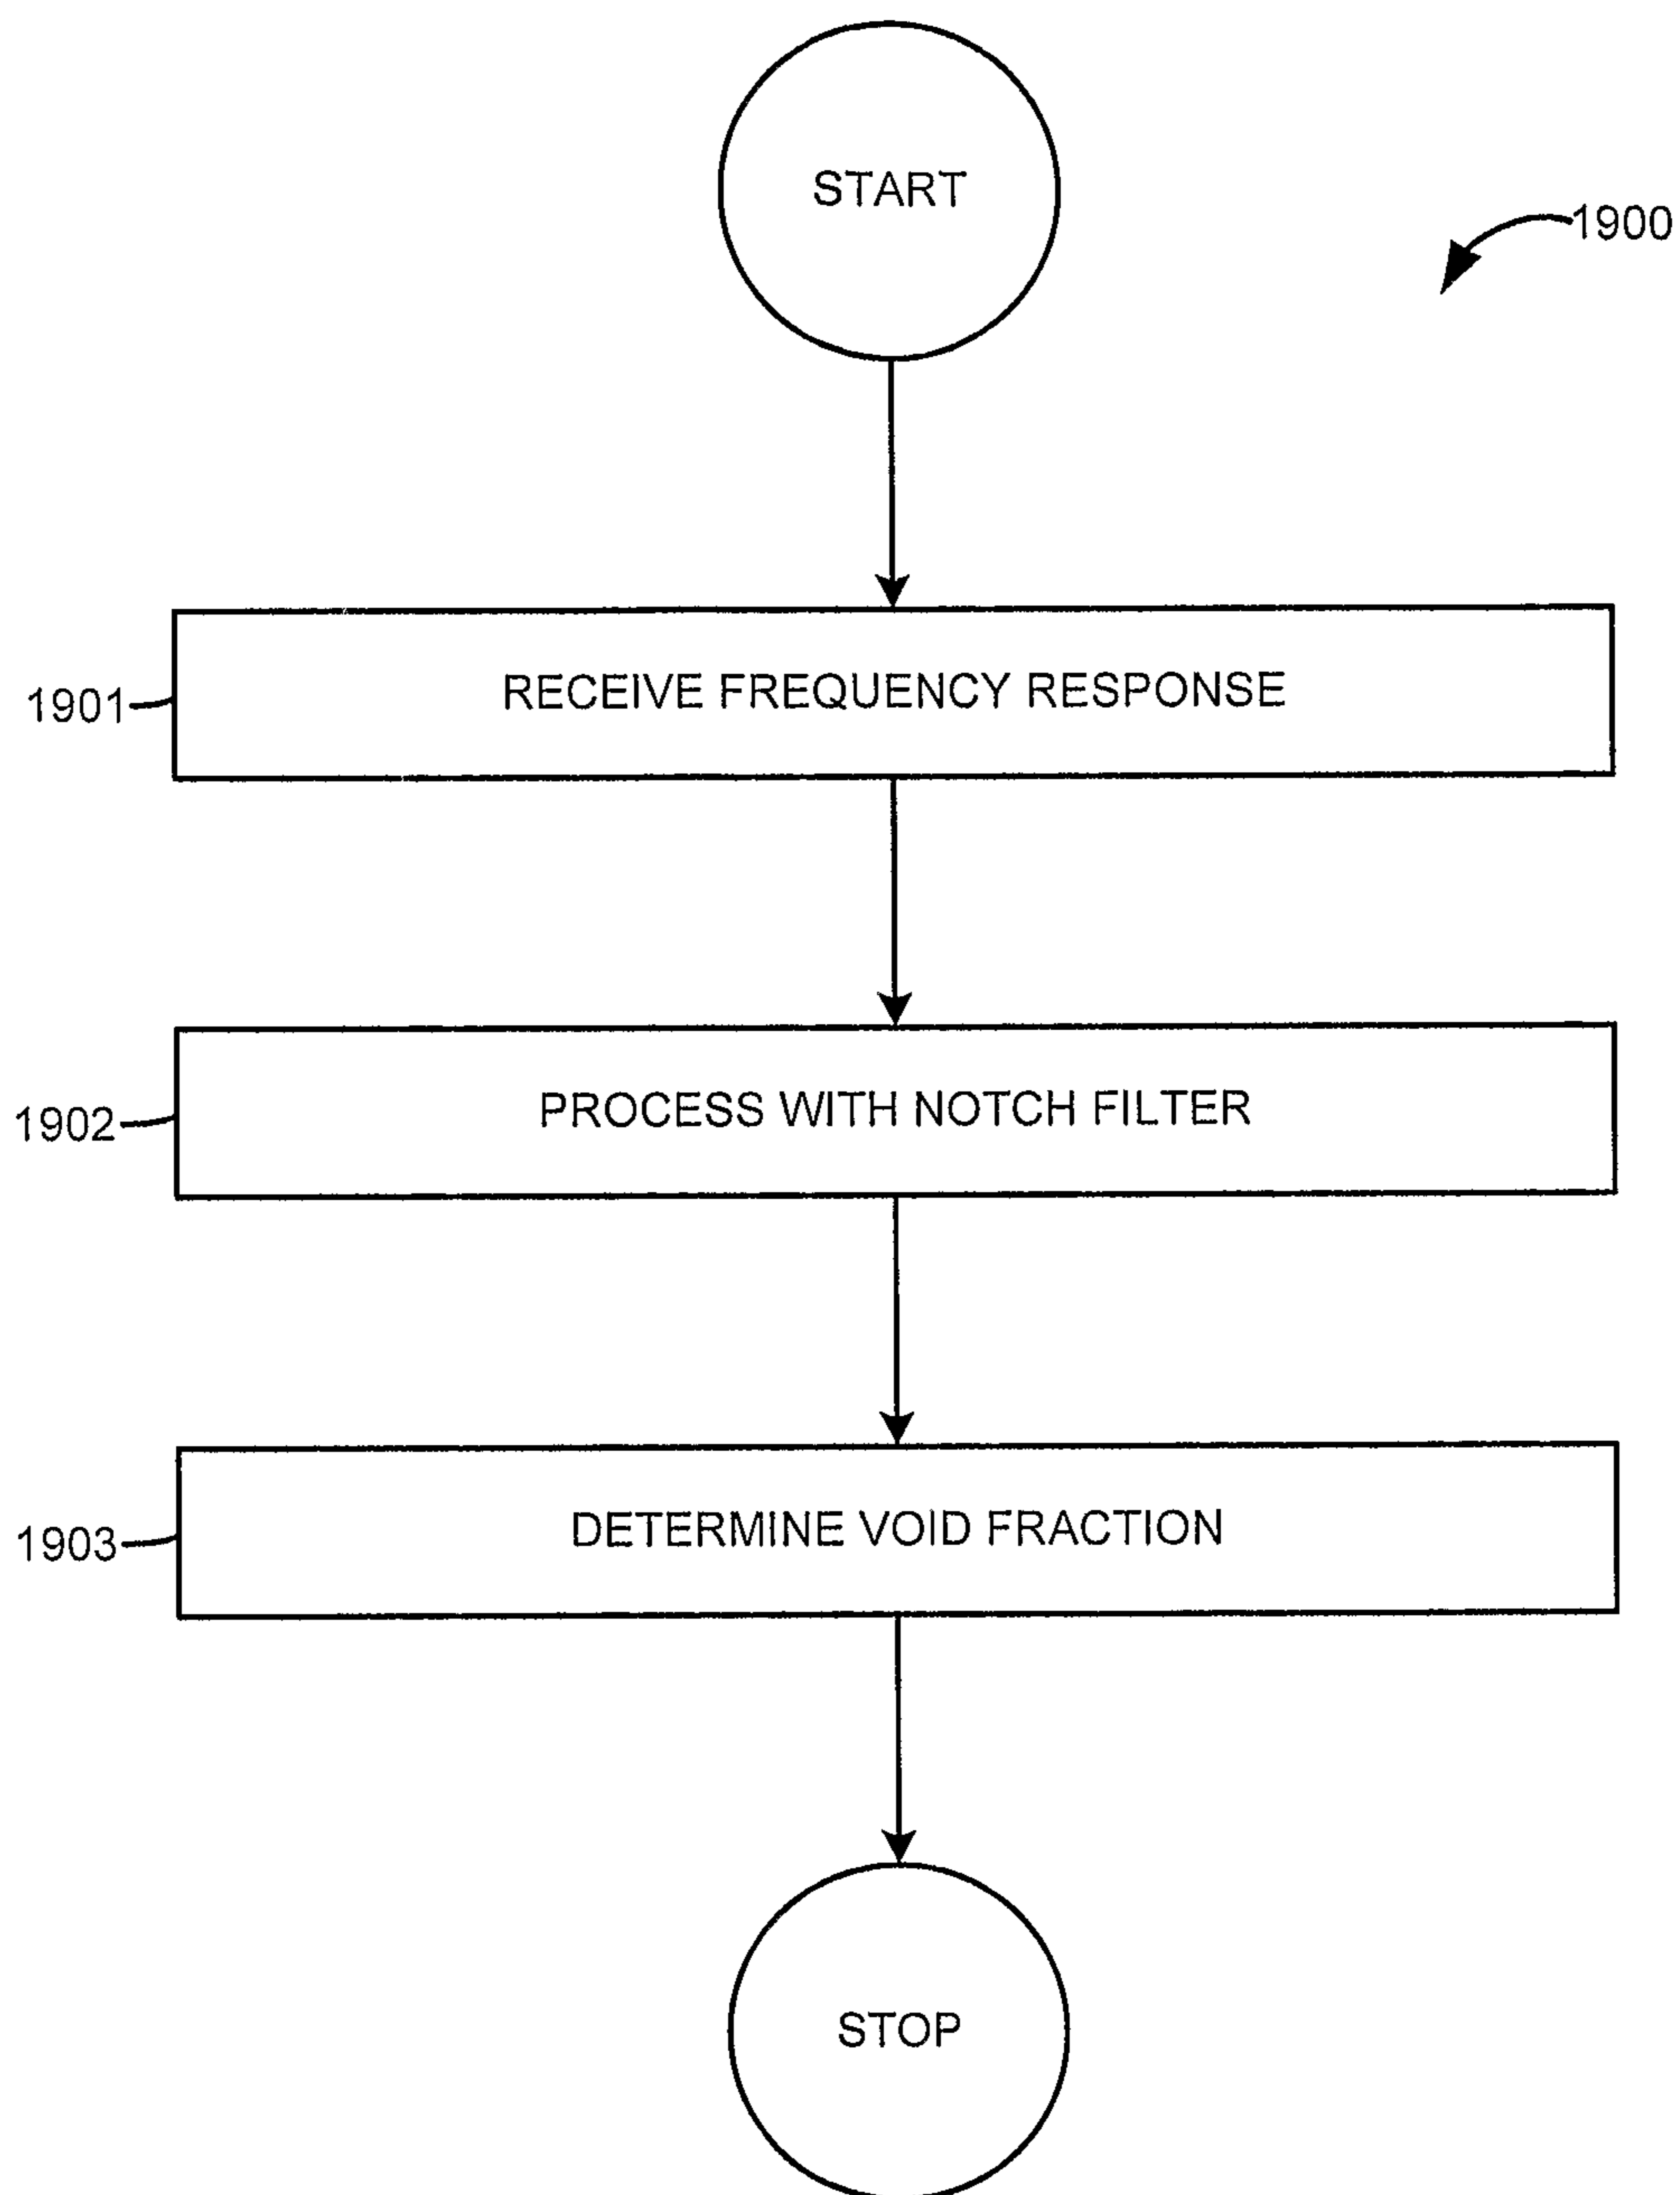 START
1900
1901
RECEIVE FREQUENCY RESPONSE
1902
PROCESS WITH NOTCH FILTER
1903
DETERMINE VOID FRACTION
STOP